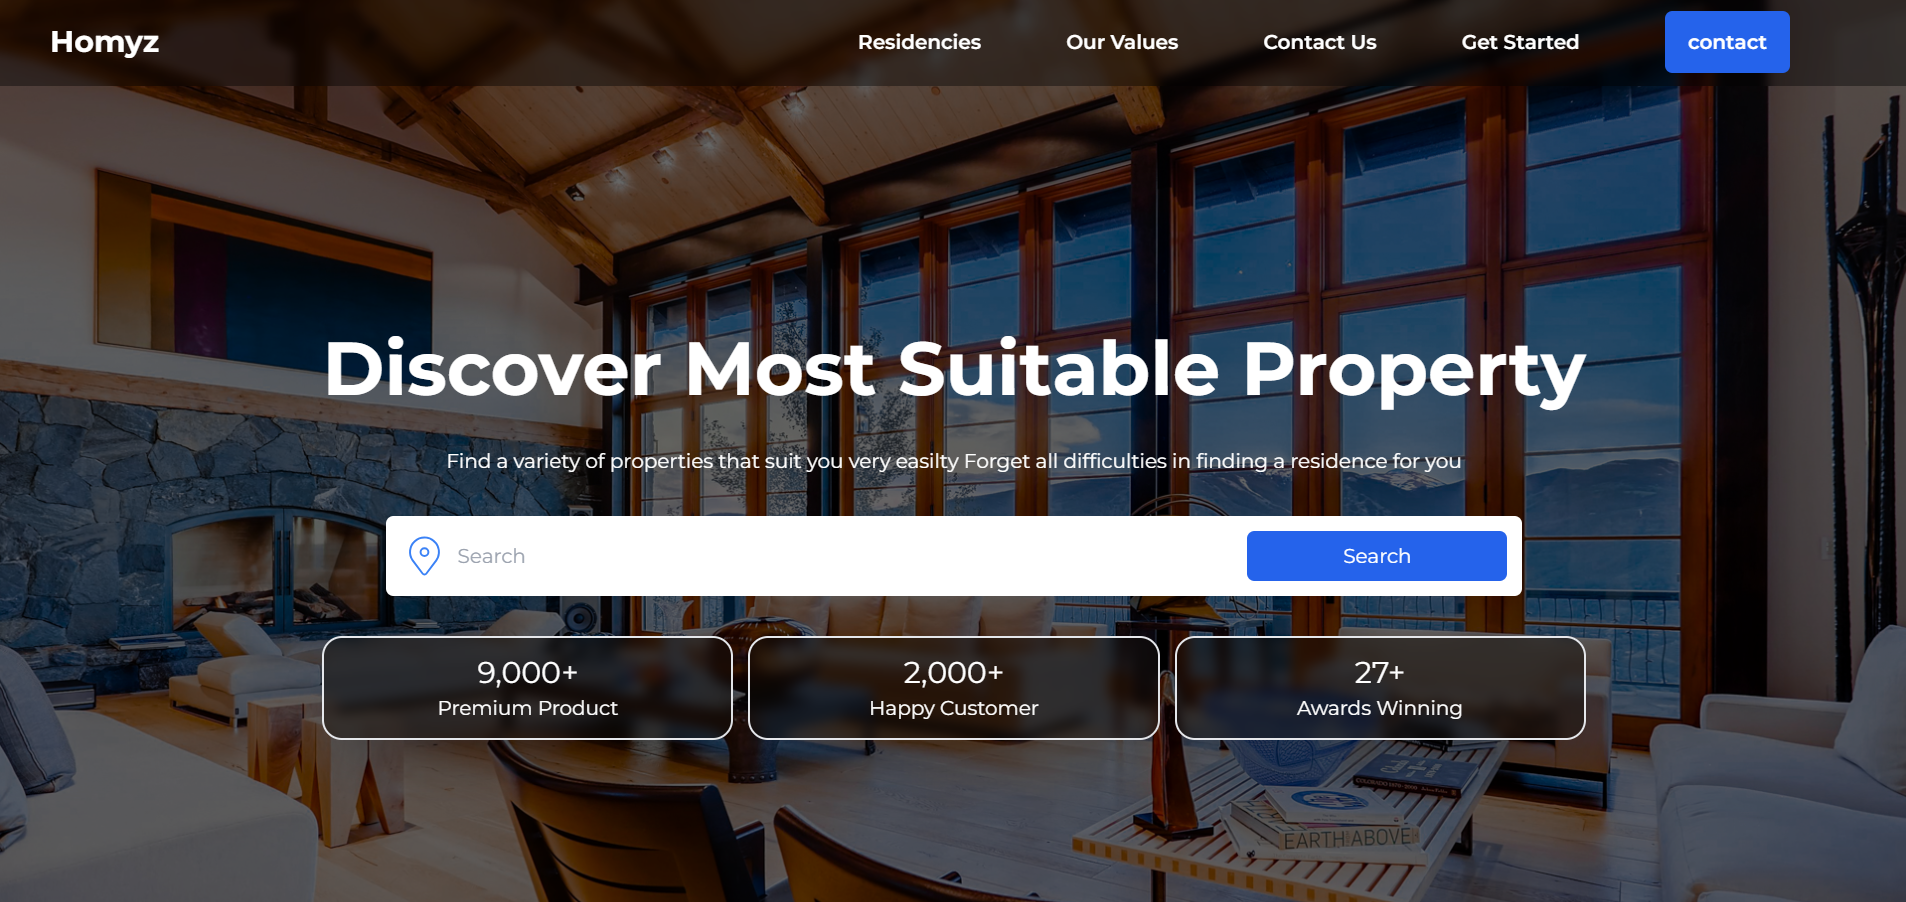 Homyz
Residencies
Our Values
Contact Us
Get Started
contact
Discover Most Suitable Property
Find a variety of properties that suit you very easilty Forget all difficulties in finding a residence for you
Search
Search
9,000+
Premium Product
2,000+
Happy Customer
27+
Awards Winning
EARTH ABOVE